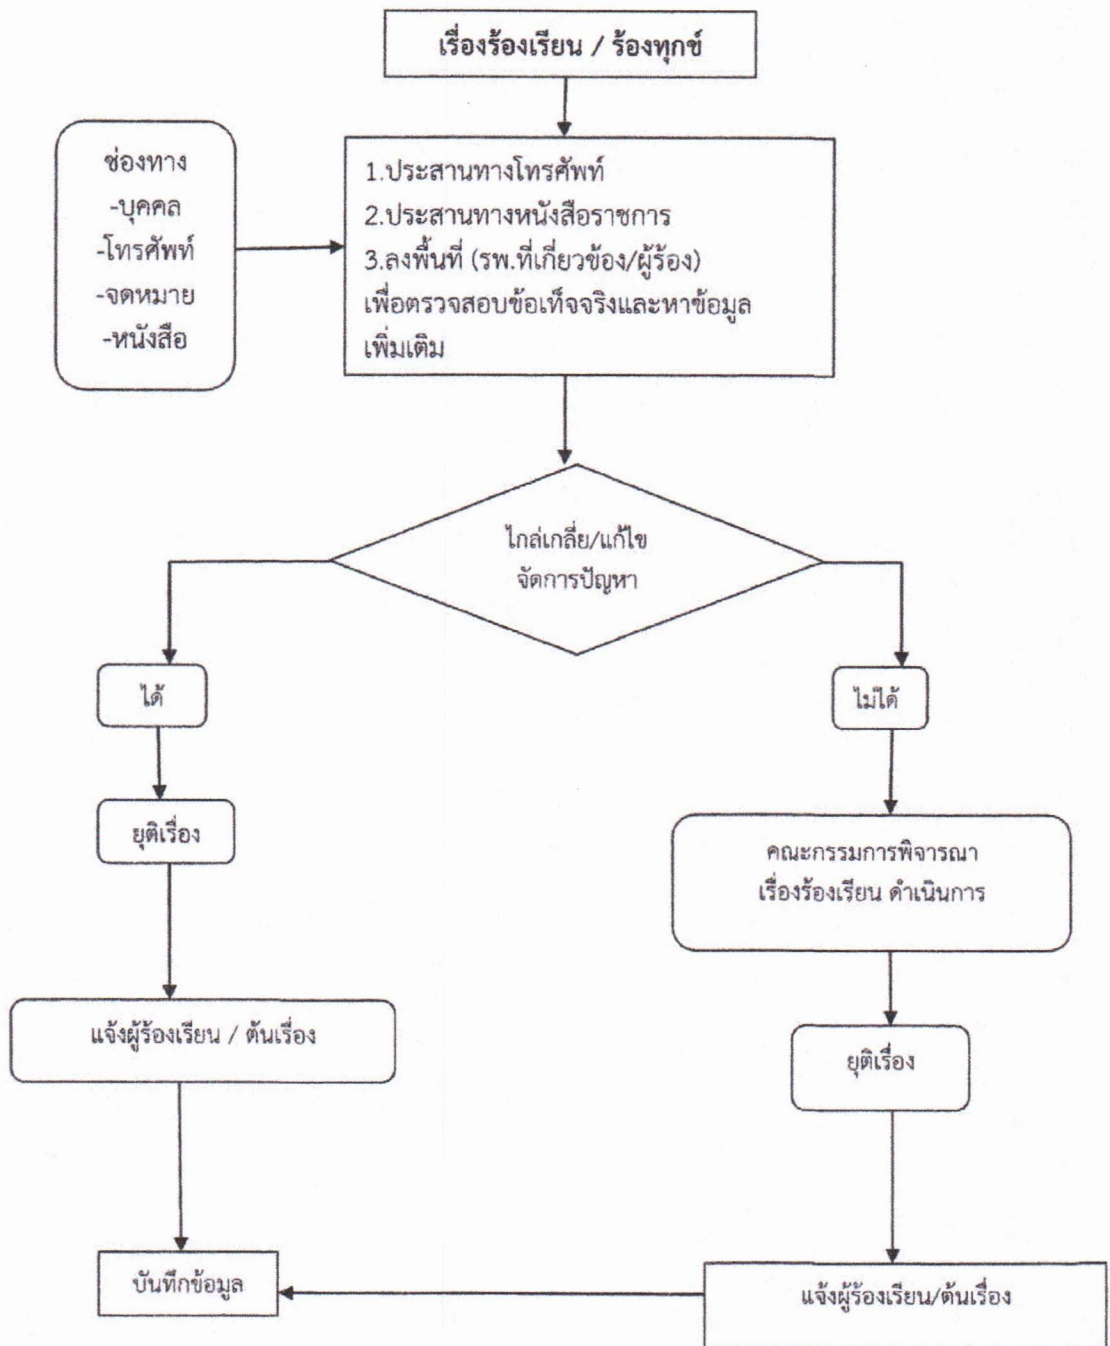 เรื่องร้องเรียน / ร้องทุกข์
ช่องทาง
-บุคคล
-โทรศัพท์
-จดหมาย
-หนังสือ
1.ประสานทางโทรศัพท์
2.ประสานทางหนังสือราชการ
3.ลงพื้นที่ (รพ.ที่เกี่ยวข้อง/ผู้ร้อง)
เพื่อตรวจสอบข้อเท็จจริงและหาข้อมูล
เพิ่มเติม
ไกล่เกลี่ย/แก้ไข
จัดการปัญหา
ได้
ไม่ได้
ยุติเรื่อง
คณะกรรมการพิจารณา
เรื่องร้องเรียน ดำเนินการ
แจ้งผู้ร้องเรียน / ต้นเรื่อง
ยุติเรื่อง
บันทึกข้อมูล
แจ้งผู้ร้องเรียน/ต้นเรื่อง